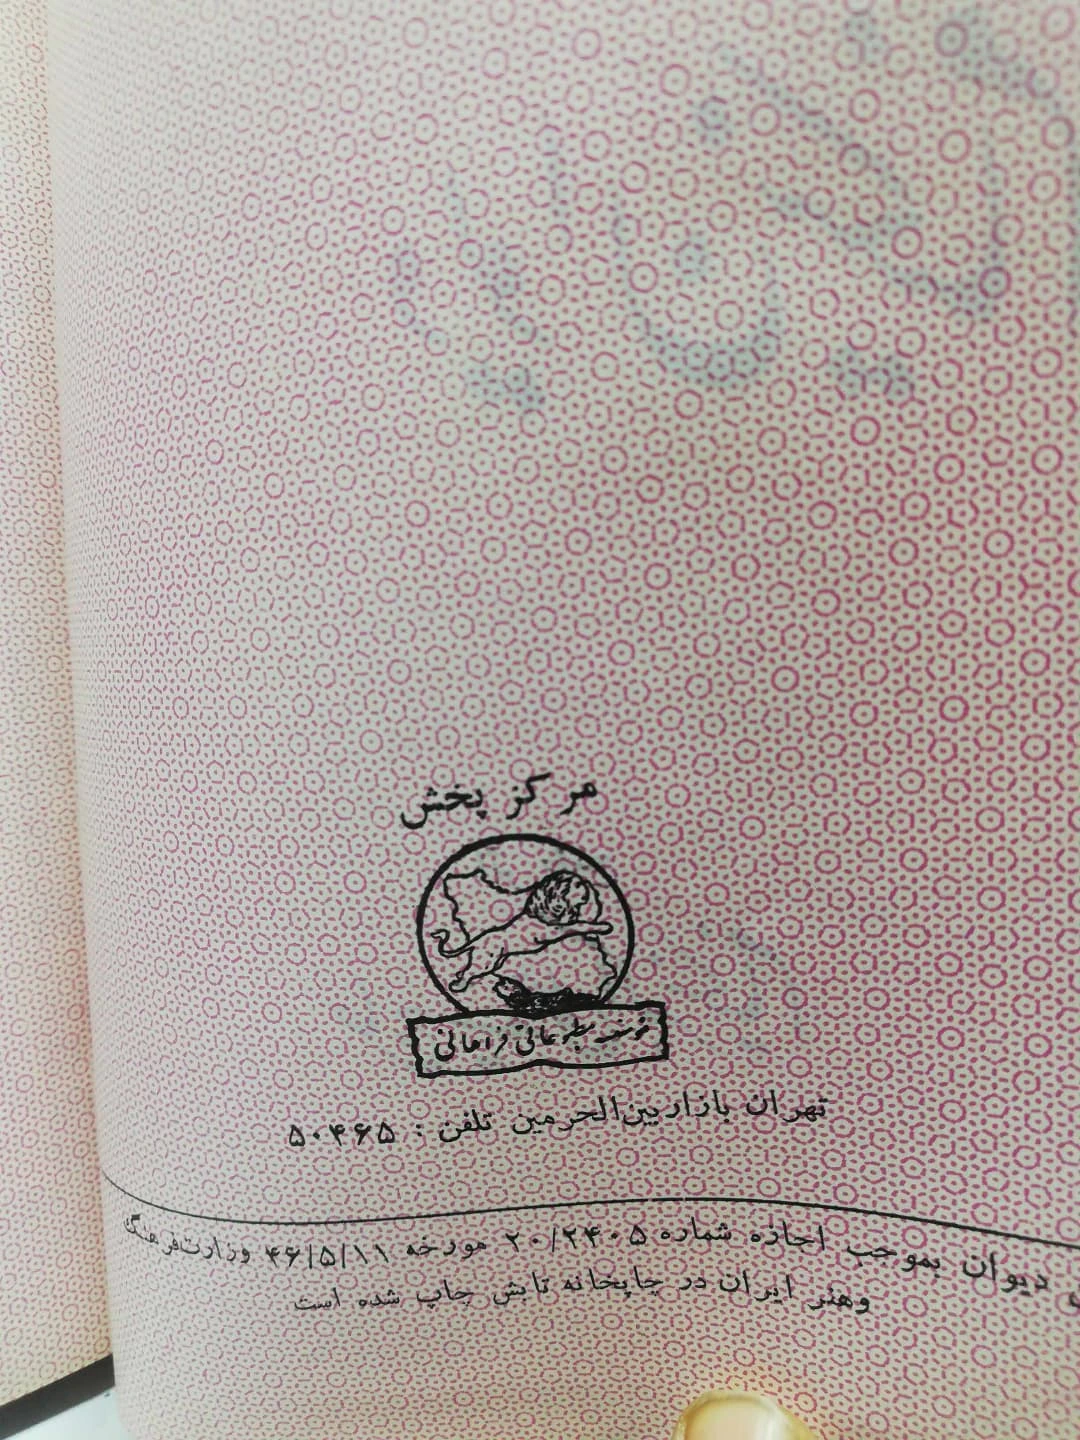 مرکز پخش
موسسه مطبوعاتی فراهانی
تهران بازار بین‌الحرمین تلفن : ۵۰۴۶۵
دیوان بموجب اجازه شماره ۲۰/۲۴۰۵ مورخه ۴۶/۵/۱۱ وزارت‌فرهنگ
وهنر ایران در چاپخانه تابش چاپ شده است